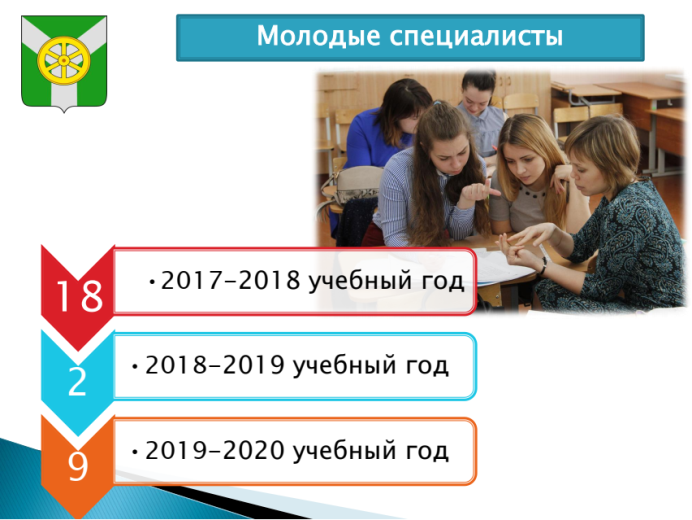 Молодые специалисты
18
• 2017-2018 учебный год
2
• 2018-2019 учебный год
9
• 2019-2020 учебный год